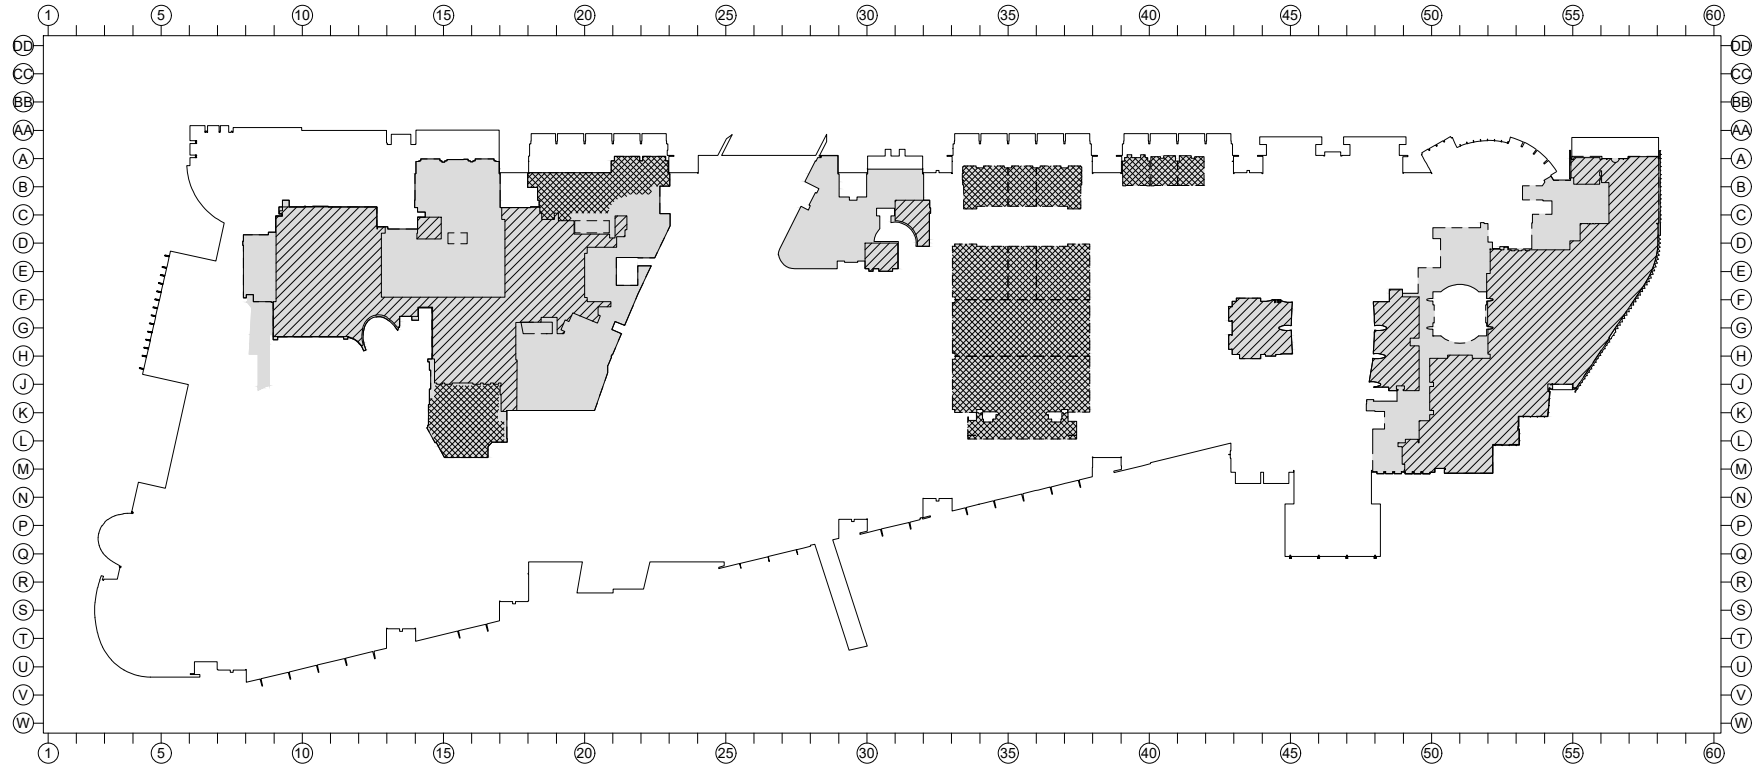 1 5 10 15 20 25 30 35 40 45 50 55 60
DD DD
CC CC
BB BB
AA AA
A A
B B
C C
D D
E E
F F
G G
H H
J J
K K
L L
M M
N N
P P
Q Q
R R
S S
T T
U U
V V
W W
1 5 10 15 20 25 30 35 40 45 50 55 60